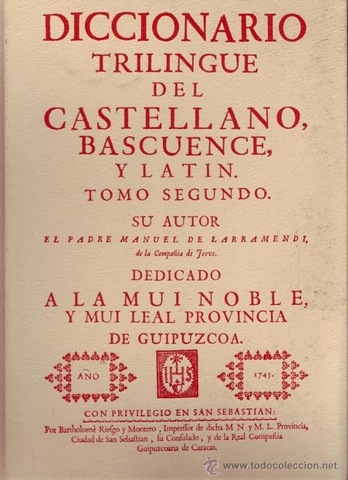 DICCIONARIO
TRILINGUE
DEL
CASTELLANO,
BASCUENCE,
Y LATIN.
TOMO SEGUNDO.
SU AUTOR
EL PADRE MANUEL DE LARRAMENDI,
de la Compañia de Jesus.
DEDICADO
A LA MUI NOBLE,
Y MUI LEAL PROVINCIA
DE GUIPUZCOA.
AÑO IHS 1745.
CON PRIVILEGIO EN SAN SEBASTIAN:
Por Bartholomè Riesgo y Montero, Impressor de dicha M N y M. L. Provincia,
Ciudad de San Sebastian, su Consulado, y de la Real Compañia
Guipuzcoana de Caracas.
todocoleccion
© www.todocoleccion.net